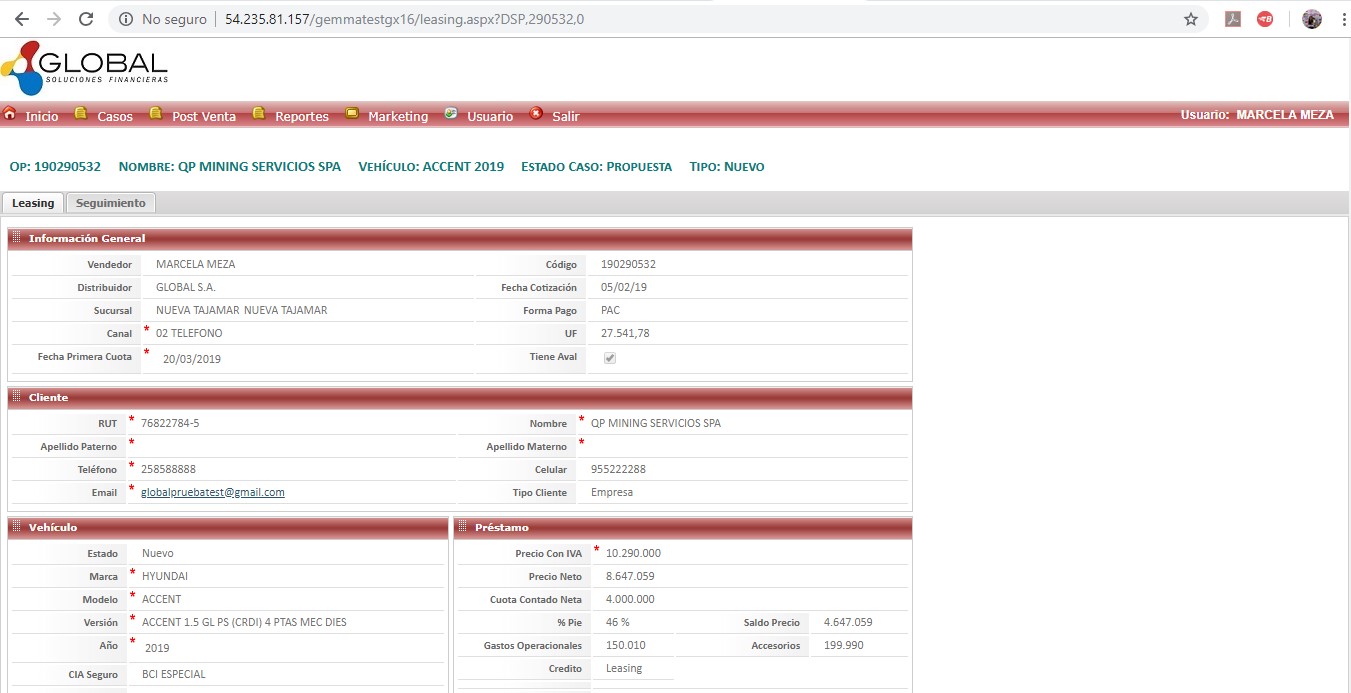 No seguro | 54.235.81.157/gemmatestgx16/leasing.aspx?DSP,290532,0
GLOBAL
SOLUCIONES FINANCIERAS
Inicio Casos Post Venta Reportes Marketing Usuario Salir Usuario: MARCELA MEZA
OP: 190290532 NOMBRE: QP MINING SERVICIOS SPA VEHÍCULO: ACCENT 2019 ESTADO CASO: PROPUESTA TIPO: NUEVO
Leasing Seguimiento
Información General
Vendedor MARCELA MEZA Código 190290532
Distribuidor GLOBAL S.A. Fecha Cotización 05/02/19
Sucursal NUEVA TAJAMAR NUEVA TAJAMAR Forma Pago PAC
Canal * 02 TELEFONO UF 27.541,78
Fecha Primera Cuota * 20/03/2019 Tiene Aval
Cliente
RUT * 76822784-5 Nombre * QP MINING SERVICIOS SPA
Apellido Paterno * Apellido Materno *
Teléfono * 258588888 Celular 955222288
Email * globalpruebatest@gmail.com Tipo Cliente Empresa
Vehículo Préstamo
Estado Nuevo Precio Con IVA * 10.290.000
Marca * HYUNDAI Precio Neto 8.647.059
Modelo * ACCENT Cuota Contado Neta 4.000.000
Versión * ACCENT 1.5 GL PS (CRDI) 4 PTAS MEC DIES % Pie 46 % Saldo Precio 4.647.059
Año * 2019 Gastos Operacionales 150.010 Accesorios 199.990
CIA Seguro BCI ESPECIAL Credito Leasing